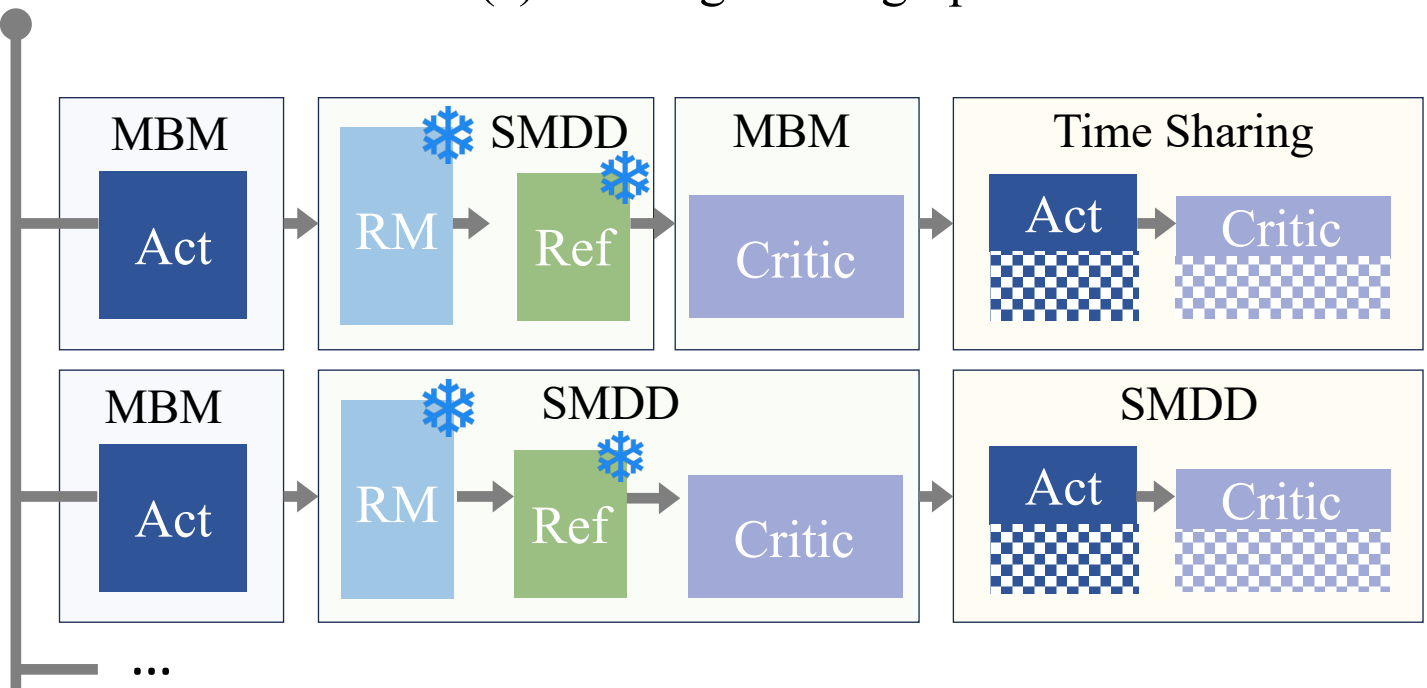 MBM
SMDD
MBM
Time Sharing
Act
RM
Ref
Critic
Act
Critic
MBM
SMDD
SMDD
Act
RM
Ref
Critic
Act
Critic
...